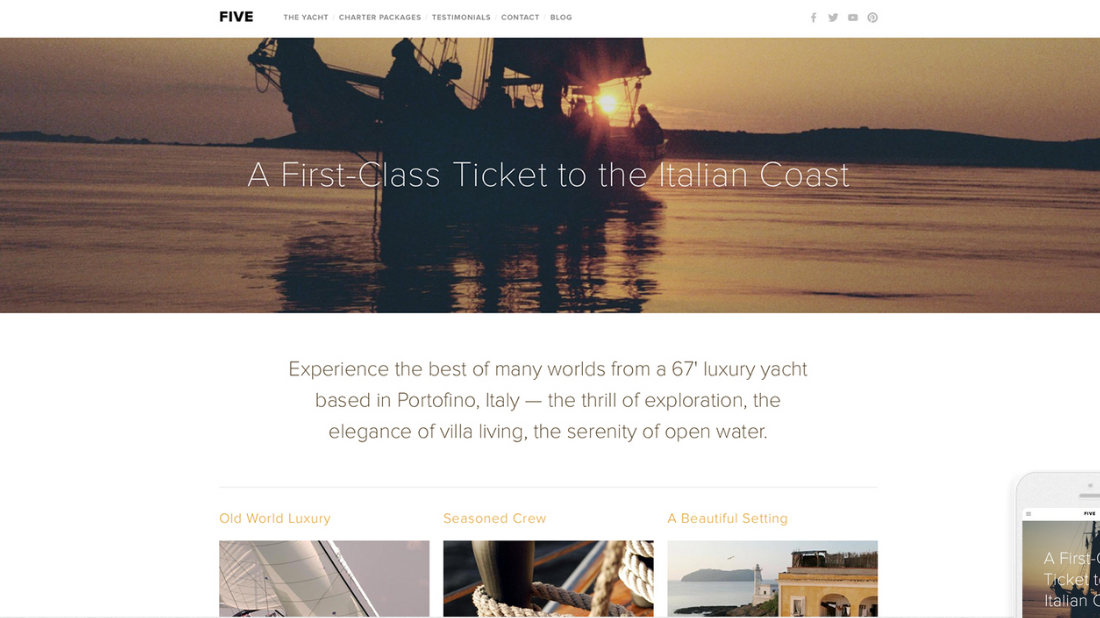 FIVE
THE YACHT / CHARTER PACKAGES / TESTIMONIALS / CONTACT / BLOG
A First-Class Ticket to the Italian Coast
Experience the best of many worlds from a 67' luxury yacht
based in Portofino, Italy — the thrill of exploration, the
elegance of villa living, the serenity of open water.
Old World Luxury
Seasoned Crew
A Beautiful Setting
FIVE
A First-C
Ticket to
Italian C